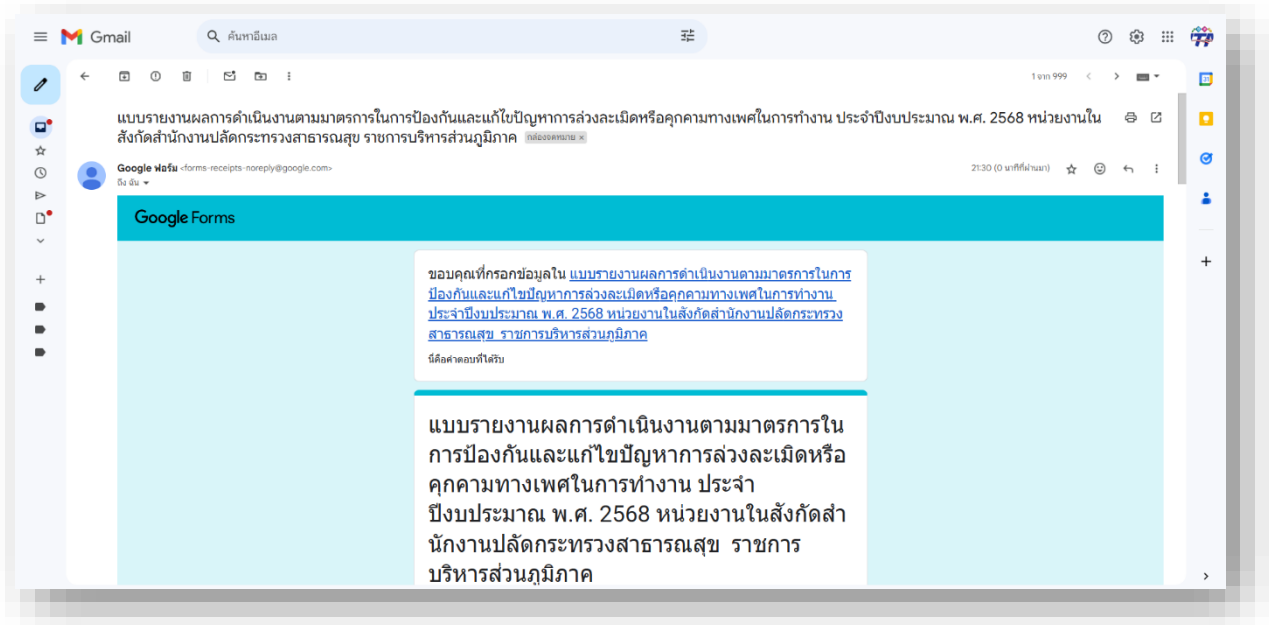 Gmail
ค้นหาอีเมล
1 จาก 999
แบบรายงานผลการดำเนินงานตามมาตรการในการป้องกันและแก้ไขปัญหาการล่วงละเมิดหรือคุกคามทางเพศในการทำงาน ประจำปีงบประมาณ พ.ศ. 2568 หน่วยงานใน
สังกัดสำนักงานปลัดกระทรวงสาธารณสุข ราชการบริหารส่วนภูมิภาค กล่องจดหมาย ×
Google ฟอร์ม <forms-receipts-noreply@google.com>
21:30 (0 นาทีที่ผ่านมา)
ถึง ฉัน
Google Forms
ขอบคุณที่กรอกข้อมูลใน แบบรายงานผลการดำเนินงานตามมาตรการในการ
ป้องกันและแก้ไขปัญหาการล่วงละเมิดหรือคุกคามทางเพศในการทำงาน
ประจำปีงบประมาณ พ.ศ. 2568 หน่วยงานในสังกัดสำนักงานปลัดกระทรวง
สาธารณสุข ราชการบริหารส่วนภูมิภาค
นี่คือคำตอบที่ได้รับ
แบบรายงานผลการดำเนินงานตามมาตรการใน
การป้องกันและแก้ไขปัญหาการล่วงละเมิดหรือ
คุกคามทางเพศในการทำงาน ประจำ
ปีงบประมาณ พ.ศ. 2568 หน่วยงานในสังกัดสำ
นักงานปลัดกระทรวงสาธารณสุข ราชการ
บริหารส่วนภูมิภาค